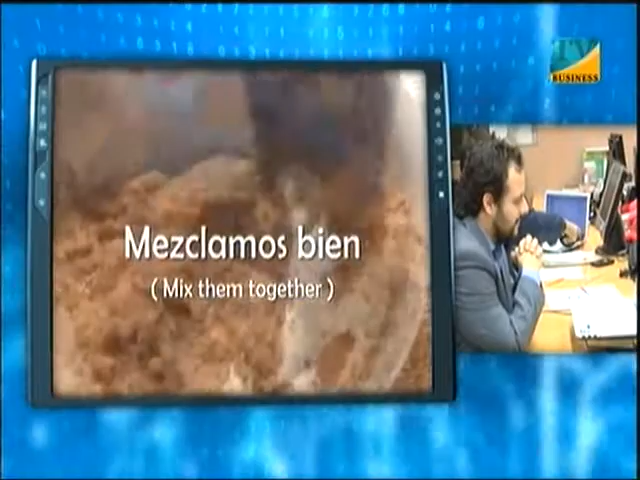 TV
BUSINESS
Mezclamos bien
( Mix them together )